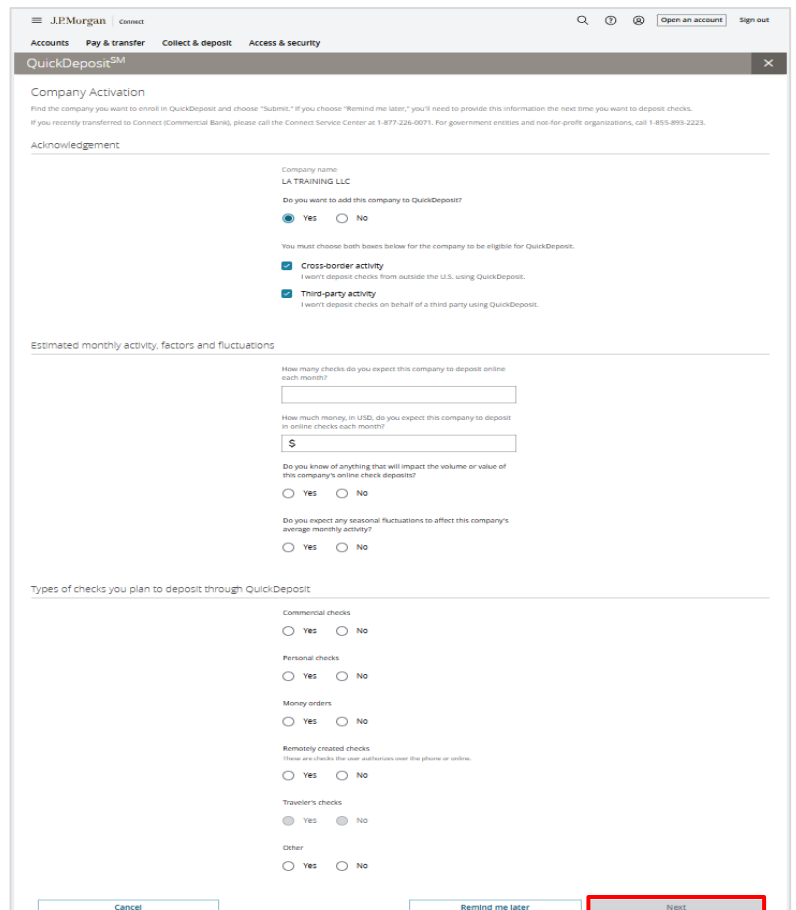 J.P.Morgan | Connect
Open an account
Sign out
Accounts Pay & transfer Collect & deposit Access & security
QuickDeposit℠
Company Activation
Find the company you want to enroll in QuickDeposit and choose "Submit." If you choose "Remind me later," you'll need to provide this information the next time you want to deposit checks.
If you recently transferred to Connect (Commercial Bank), please call the Connect Service Center at 1-877-226-0071. For government entities and not-for-profit organizations, call 1-855-893-2223.
Acknowledgement
Company name
LA TRAINING LLC
Do you want to add this company to QuickDeposit?
Yes No
You must choose both boxes below for the company to be eligible for QuickDeposit.
Cross-border activity
I won't deposit checks from outside the U.S. using QuickDeposit.
Third-party activity
I won't deposit checks on behalf of a third party using QuickDeposit.
Estimated monthly activity, factors and fluctuations
How many checks do you expect this company to deposit online
each month?
How much money, in USD, do you expect this company to deposit
in online checks each month?
$
Do you know of anything that will impact the volume or value of
this company's online check deposits?
Yes No
Do you expect any seasonal fluctuations to affect this company's
average monthly activity?
Yes No
Types of checks you plan to deposit through QuickDeposit
Commercial checks
Yes No
Personal checks
Yes No
Money orders
Yes No
Remotely created checks
These are checks the user authorizes over the phone or online.
Yes No
Traveler's checks
Yes No
Other
Yes No
Cancel Remind me later Next